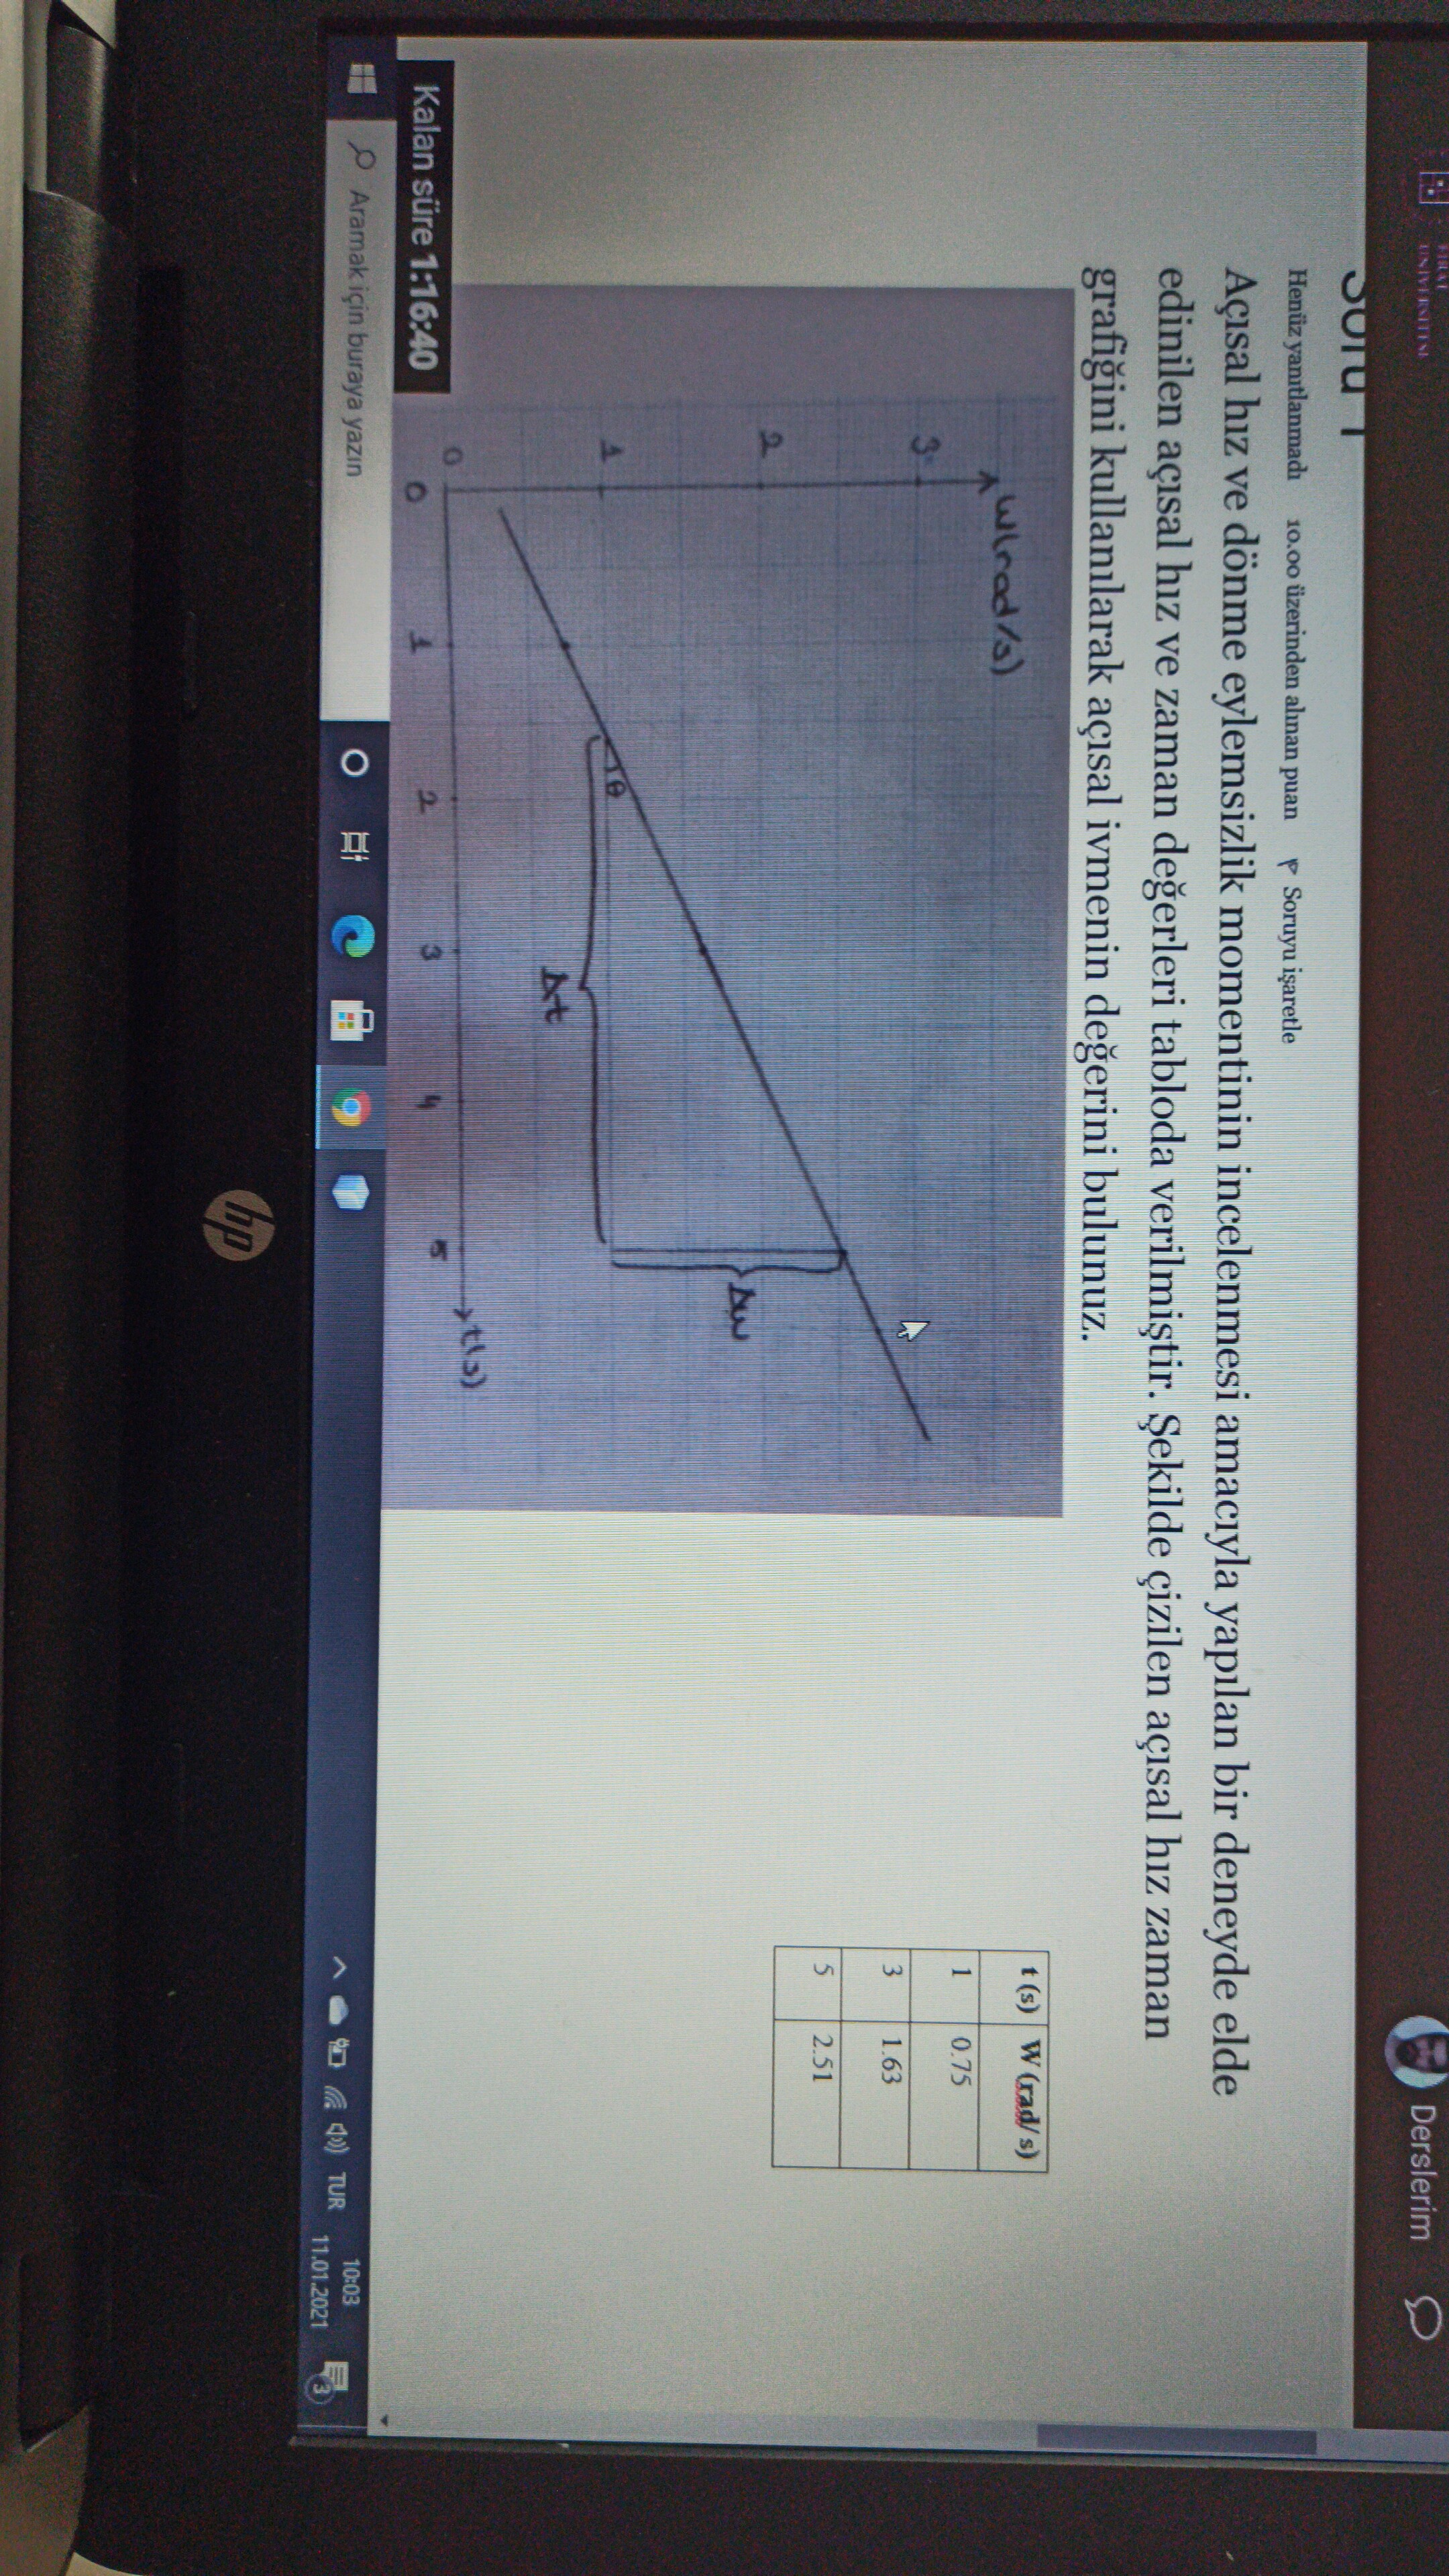 FIRAT
ÜNİVERSİTESİ
Derslerim
Soru 1
Henüz yanıtlanmadı 10.00 üzerinden alınan puan Soruyu işaretle
Açısal hız ve dönme eylemsizlik momentinin incelenmesi amacıyla yapılan bir deneyde elde
edinilen açısal hız ve zaman değerleri tabloda verilmiştir. Şekilde çizilen açısal hız zaman
grafiğini kullanılarak açısal ivmenin değerini bulunuz.
t (s) W (rad/s)
1 0.75
3 1.63
5 2.51
w(rad/s)
3
2
1
0
θ
Δw
Δt
0 1 2 3 4 5 t(s)
Kalan süre 1:16:40
Aramak için buraya yazın
TUR
10:03
11.01.2021
3
hp